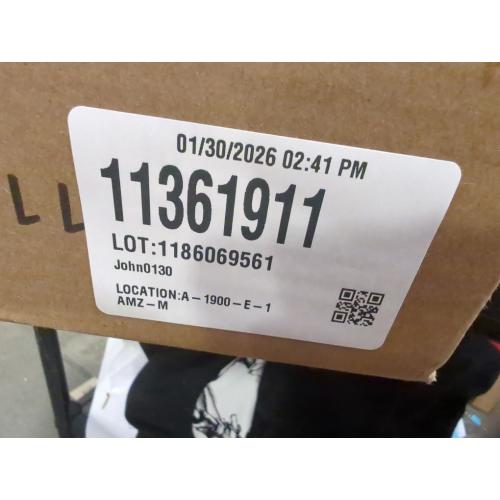 01/30/2026 02:41 PM
11361911
LOT:1186069561
John0130
LOCATION:A-1900-E-1
AMZ-M